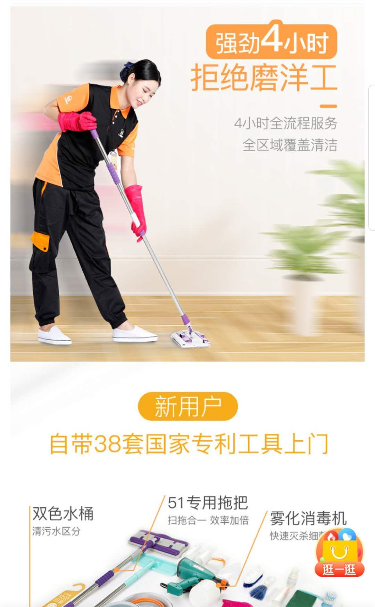 强劲4小时
拒绝磨洋工
4小时全流程服务
全区域覆盖清洁
新用户
自带38套国家专利工具上门
双色水桶
清污水区分
51专用拖把
扫拖合一 效率加倍
雾化消毒机
快速灭杀细
逛一逛